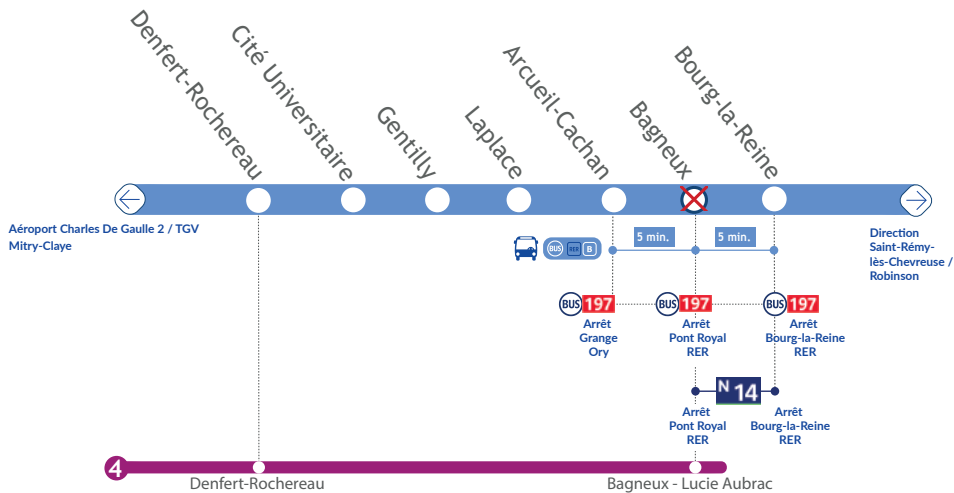 Denfert-Rochereau
Cité Universitaire
Gentilly
Laplace
Arcueil-Cachan
Bagneux
Bourg-la-Reine
Aéroport Charles De Gaulle 2 / TGV
Mitry-Claye
Direction
Saint-Rémy-
lès-Chevreuse /
Robinson
BUS RER B
5 min.
5 min.
BUS 197
Arrêt
Grange
Ory
BUS 197
Arrêt
Pont Royal
RER
BUS 197
Arrêt
Bourg-la-Reine
RER
N 14
Arrêt
Pont Royal
RER
Arrêt
Bourg-la-Reine
RER
4
Denfert-Rochereau
Bagneux - Lucie Aubrac